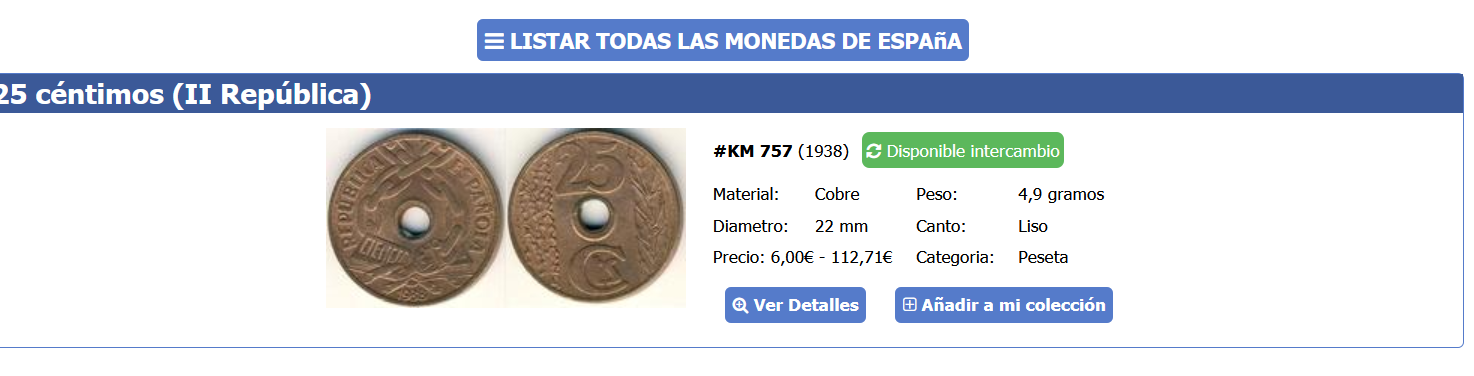 LISTAR TODAS LAS MONEDAS DE ESPAñA
25 céntimos (II República)
REPUBLICA ESPAÑOLA
1938
25
C
#KM 757 (1938) Disponible intercambio
Material: Cobre Peso: 4,9 gramos
Diametro: 22 mm Canto: Liso
Precio: 6,00€ - 112,71€ Categoria: Peseta
Ver Detalles Añadir a mi colección